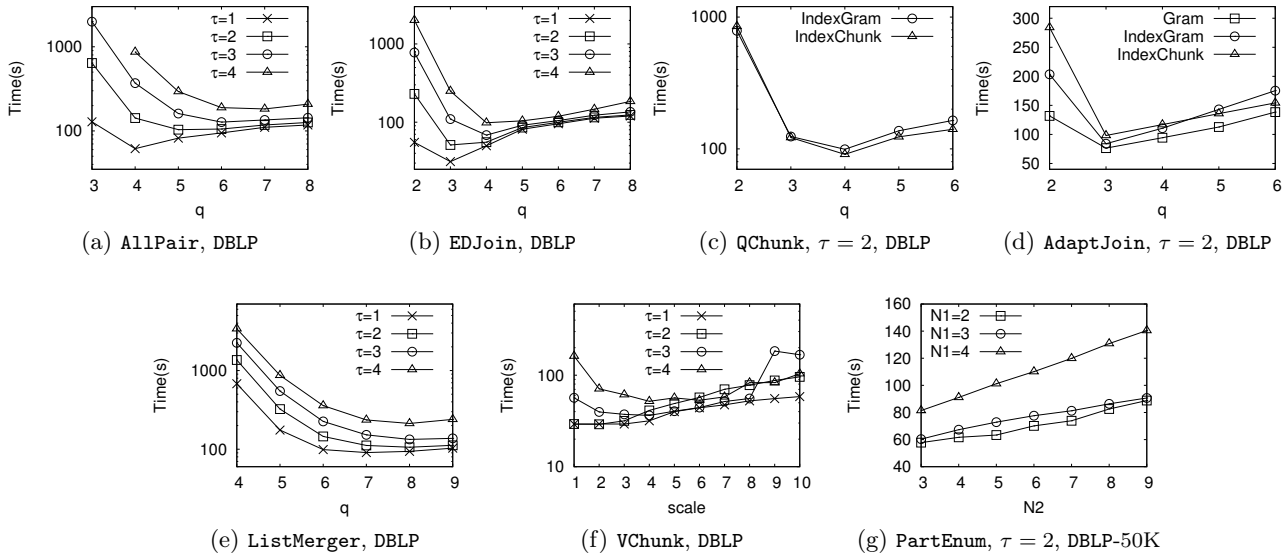 1000
100
Time(s)
τ=1
τ=2
τ=3
τ=4
3 4 5 6 7 8
q
(a) AllPair, DBLP
1000
100
Time(s)
τ=1
τ=2
τ=3
τ=4
2 3 4 5 6 7 8
q
(b) EDJoin, DBLP
1000
100
Time(s)
IndexGram
IndexChunk
2 3 4 5 6
q
(c) QChunk, τ = 2, DBLP
300
250
200
150
100
50
Time(s)
Gram
IndexGram
IndexChunk
2 3 4 5 6
q
(d) AdaptJoin, τ = 2, DBLP
1000
100
Time(s)
τ=1
τ=2
τ=3
τ=4
4 5 6 7 8 9
q
(e) ListMerger, DBLP
100
10
Time(s)
τ=1
τ=2
τ=3
τ=4
1 2 3 4 5 6 7 8 9 10
scale
(f) VChunk, DBLP
160
140
120
100
80
60
40
Time(s)
N1=2
N1=3
N1=4
3 4 5 6 7 8 9
N2
(g) PartEnum, τ = 2, DBLP-50K